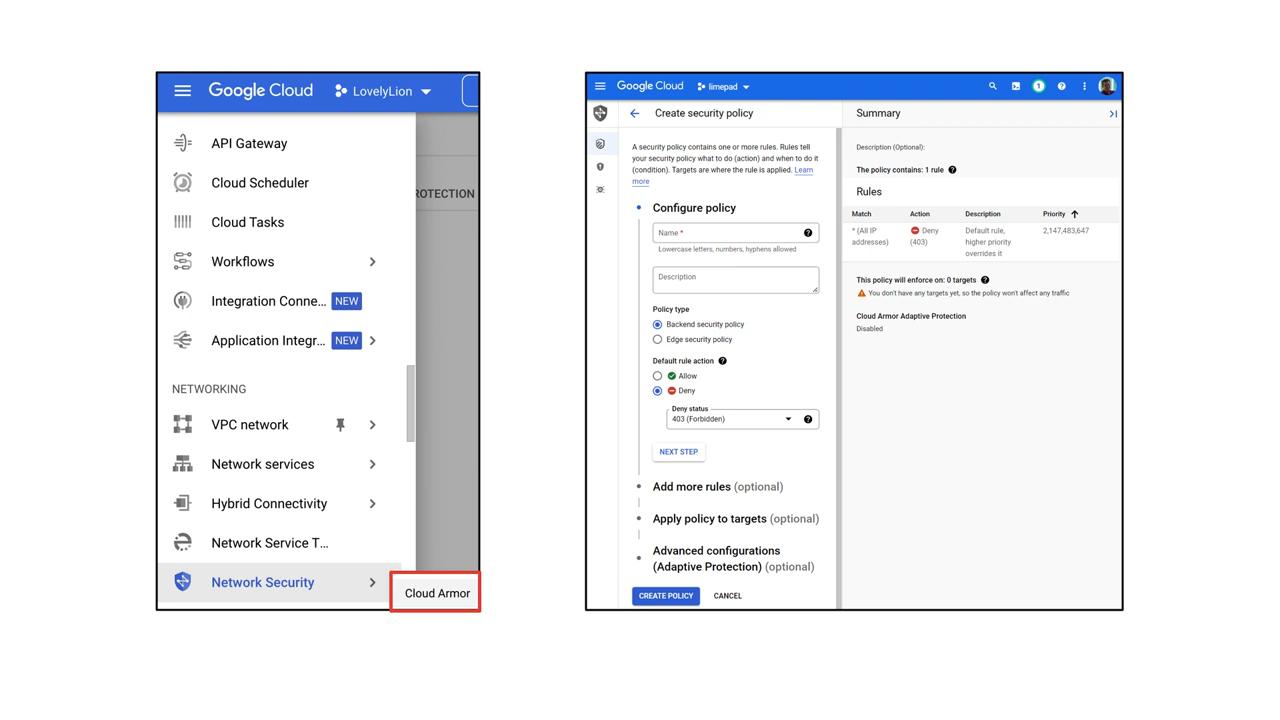 Google Cloud LovelyLion
API Gateway
Cloud Scheduler
ROTECTION
Cloud Tasks
Workflows
Integration Conne... NEW
Application Integr... NEW
NETWORKING
VPC network
Network services
Hybrid Connectivity
Network Service T...
Network Security
Cloud Armor
Google Cloud limepad
1
Create security policy
A security policy contains one or more rules. Rules tell
your security policy what to do (action) and when to do it
(condition). Targets are where the rule is applied. Learn
more
Configure policy
Name *
Lowercase letters, numbers, hyphens allowed
Description
Policy type
Backend security policy
Edge security policy
Default rule action
Allow
Deny
Deny status
403 (Forbidden)
NEXT STEP
Add more rules (optional)
Apply policy to targets (optional)
Advanced configurations
(Adaptive Protection) (optional)
CREATE POLICY CANCEL
Summary
Description (Optional):
The policy contains: 1 rule
Rules
Match Action Description Priority
* (All IP Deny Default rule, 2,147,483,647
addresses) (403) higher priority
overrides it
This policy will enforce on: 0 targets
You don't have any targets yet, so the policy won't affect any traffic
Cloud Armor Adaptive Protection
Disabled